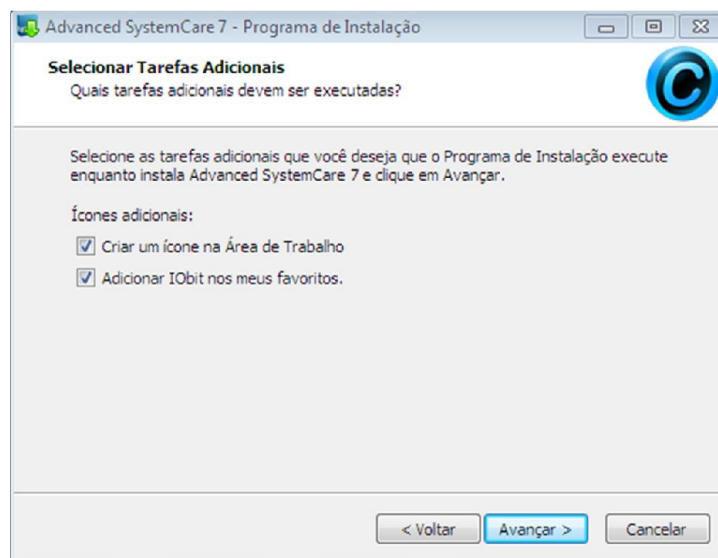 Advanced SystemCare 7 - Programa de Instalação
Selecionar Tarefas Adicionais
Quais tarefas adicionais devem ser executadas?
Selecione as tarefas adicionais que você deseja que o Programa de Instalação execute
enquanto instala Advanced SystemCare 7 e clique em Avançar.
Ícones adicionais:
Criar um ícone na Área de Trabalho
Adicionar IObit nos meus favoritos.
< Voltar Avançar > Cancelar